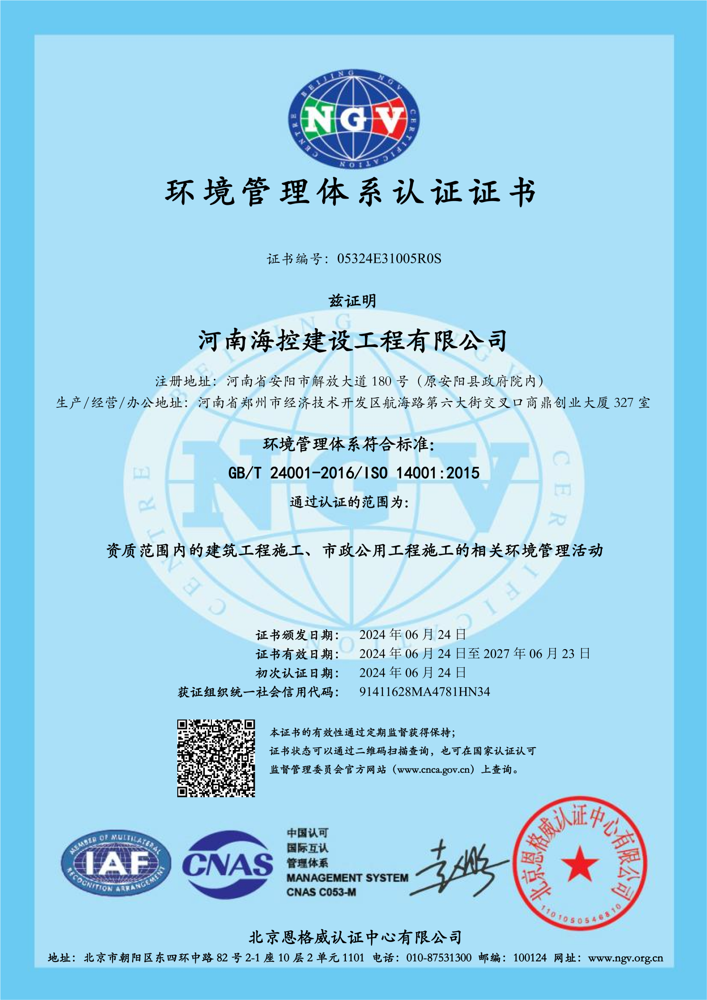 BEIJING NGV CERTIFICATION CENTRE
NGV
环境管理体系认证证书
证书编号：05324E31005R0S
兹证明
河南海控建设工程有限公司
注册地址：河南省安阳市解放大道 180 号（原安阳县政府院内）
生产/经营/办公地址：河南省郑州市经济技术开发区航海路第六大街交叉口商鼎创业大厦 327 室
环境管理体系符合标准：
GB/T 24001-2016/ISO 14001:2015
通过认证的范围为：
资质范围内的建筑工程施工、市政公用工程施工的相关环境管理活动
BEIJING NGV CERTIFICATION CENTRE
NGV
证书颁发日期： 2024 年 06 月 24 日
证书有效日期： 2024 年 06 月 24 日至 2027 年 06 月 23 日
初次认证日期： 2024 年 06 月 24 日
获证组织统一社会信用代码： 91411628MA4781HN34
本证书的有效性通过定期监督获得保持；
证书状态可以通过二维码扫描查询，也可在国家认证认可
监督管理委员会官方网站（www.cnca.gov.cn）上查询。
MEMBER OF MULTILATERAL
IAF
RECOGNITION ARRANGEMENT
CNAS
中国认可
国际互认
管理体系
MANAGEMENT SYSTEM
CNAS C053-M
北京恩格威认证中心有限公司
1101050546810
北京恩格威认证中心有限公司
地址：北京市朝阳区东四环中路 82 号 2-1 座 10 层 2 单元 1101 电话：010-87531300 邮编：100124 网址：www.ngv.org.cn